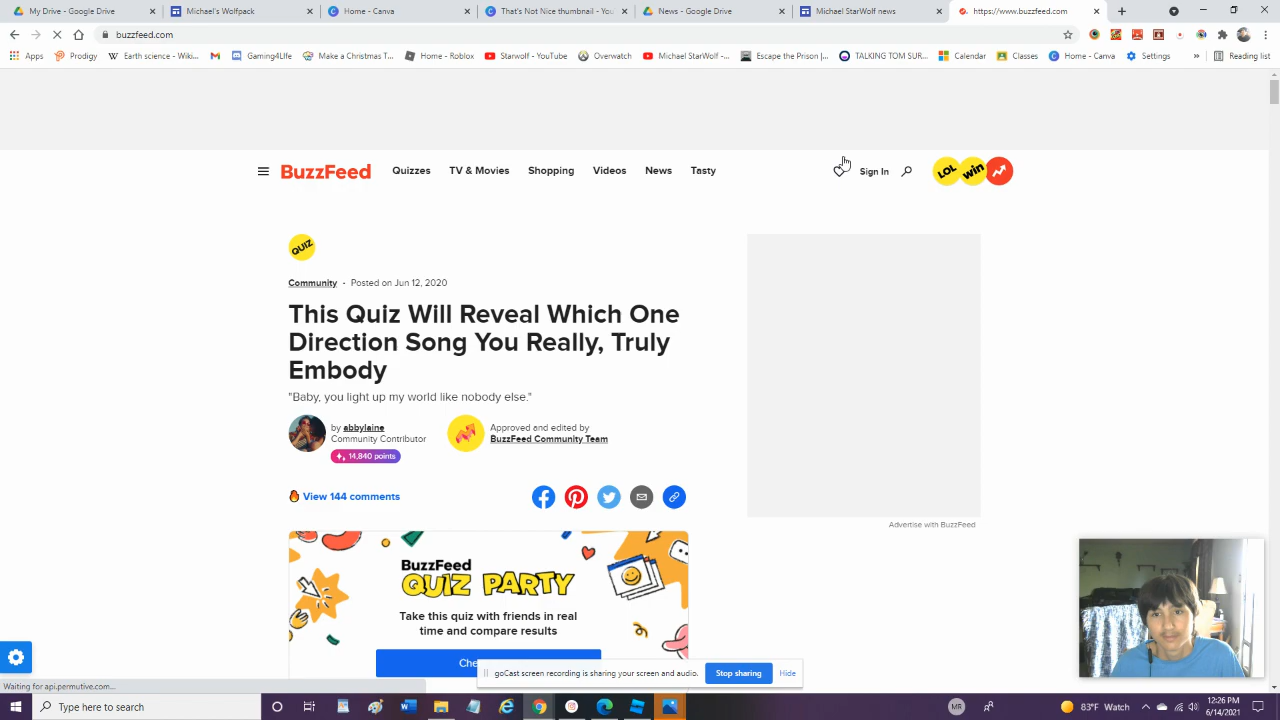 My Drive - Google Drive
Michael's Wolfpack
Home - Canva
That's Not Nice thumbnail - You
News - Google Drive
Michael StarWolf news
https://www.buzzfeed.com
buzzfeed.com
Apps
Prodigy
Earth science - Wiki...
Gaming4life
Make a Christmas T...
Home - Roblox
Starwolf - YouTube
Overwatch
Michael StarWolf -...
Escape the Prison |...
TALKING TOM SUR...
Calendar
Classes
Home - Canva
Settings
»
Reading list
BuzzFeed
Quizzes
TV & Movies
Shopping
Videos
News
Tasty
Sign In
LOL
win
QUIZ
Community - Posted on Jun 12, 2020
This Quiz Will Reveal Which One
Direction Song You Really, Truly
Embody
"Baby, you light up my world like nobody else."
by abbylaine
Community Contributor
14,840 points
Approved and edited by
BuzzFeed Community Team
View 144 comments
Advertise with BuzzFeed
BuzzFeed
QUIZ PARTY
Take this quiz with friends in real
time and compare results
goCast screen recording is sharing your screen and audio.
Stop sharing
Hide
Waiting for api.permutive.com...
Type here to search
MR
83°F Watch
12:26 PM
6/14/2021